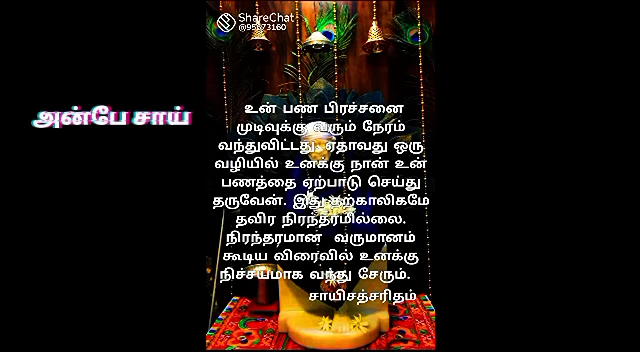 ShareChat
@95673160
அன்பே சாய்
உன் பண பிரச்சனை
முடிவுக்கு வரும் நேரம்
வந்துவிட்டது. ஏதாவது ஒரு
வழியில் உனக்கு நான் உன்
பணத்தை ஏற்பாடு செய்து
தருவேன். இது தற்காலிகமே
தவிர நிரந்தரமில்லை.
நிரந்தரமான வருமானம்
கூடிய விரைவில் உனக்கு
நிச்சயமாக வந்து சேரும்.
சாயிசத்சரிதம்